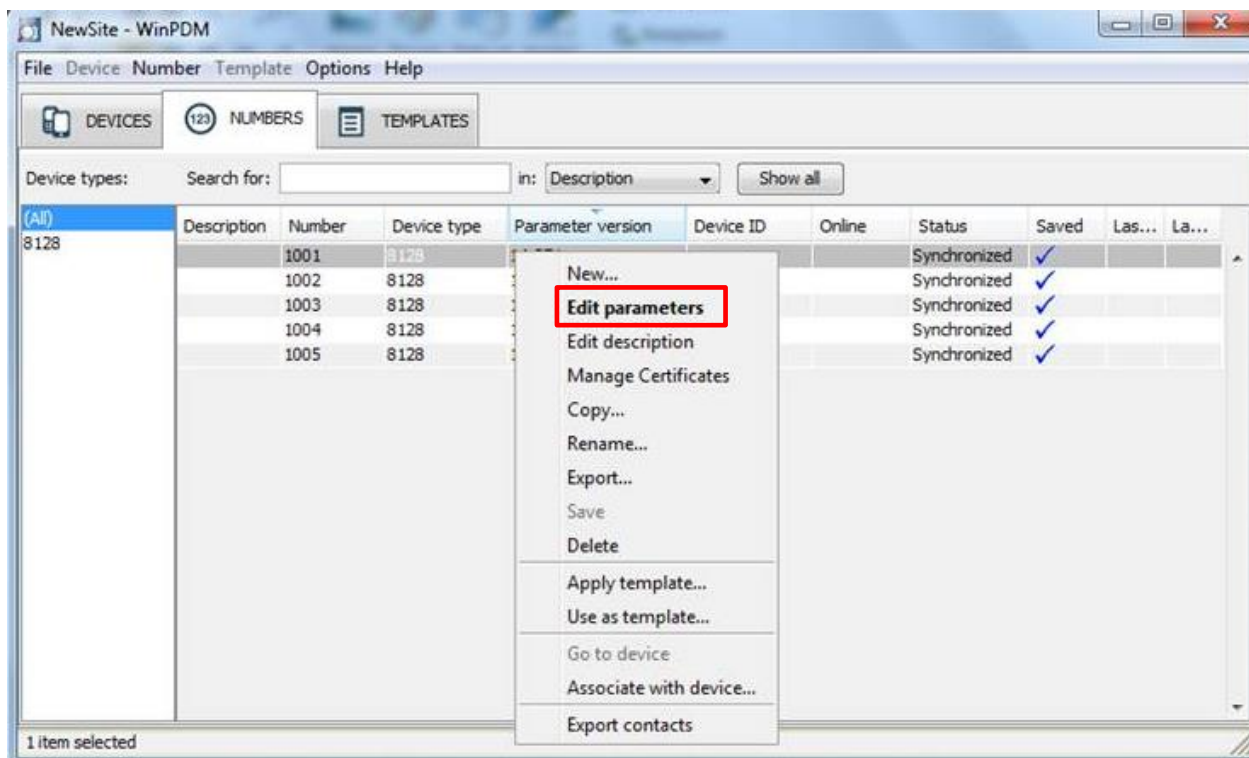 NewSite - WinPDM
File Device Number Template Options Help
DEVICES 123 NUMBERS TEMPLATES
Device types: Search for: in: Description Show all
(All) Description Number Device type Parameter version Device ID Online Status Saved Las... La...
8128
1001 8128 Synchronized
1002 8128 Synchronized
1003 8128 Synchronized
1004 8128 Synchronized
1005 8128 Synchronized
New...
Edit parameters
Edit description
Manage Certificates
Copy...
Rename...
Export...
Save
Delete
Apply template...
Use as template...
Go to device
Associate with device...
Export contacts
1 item selected